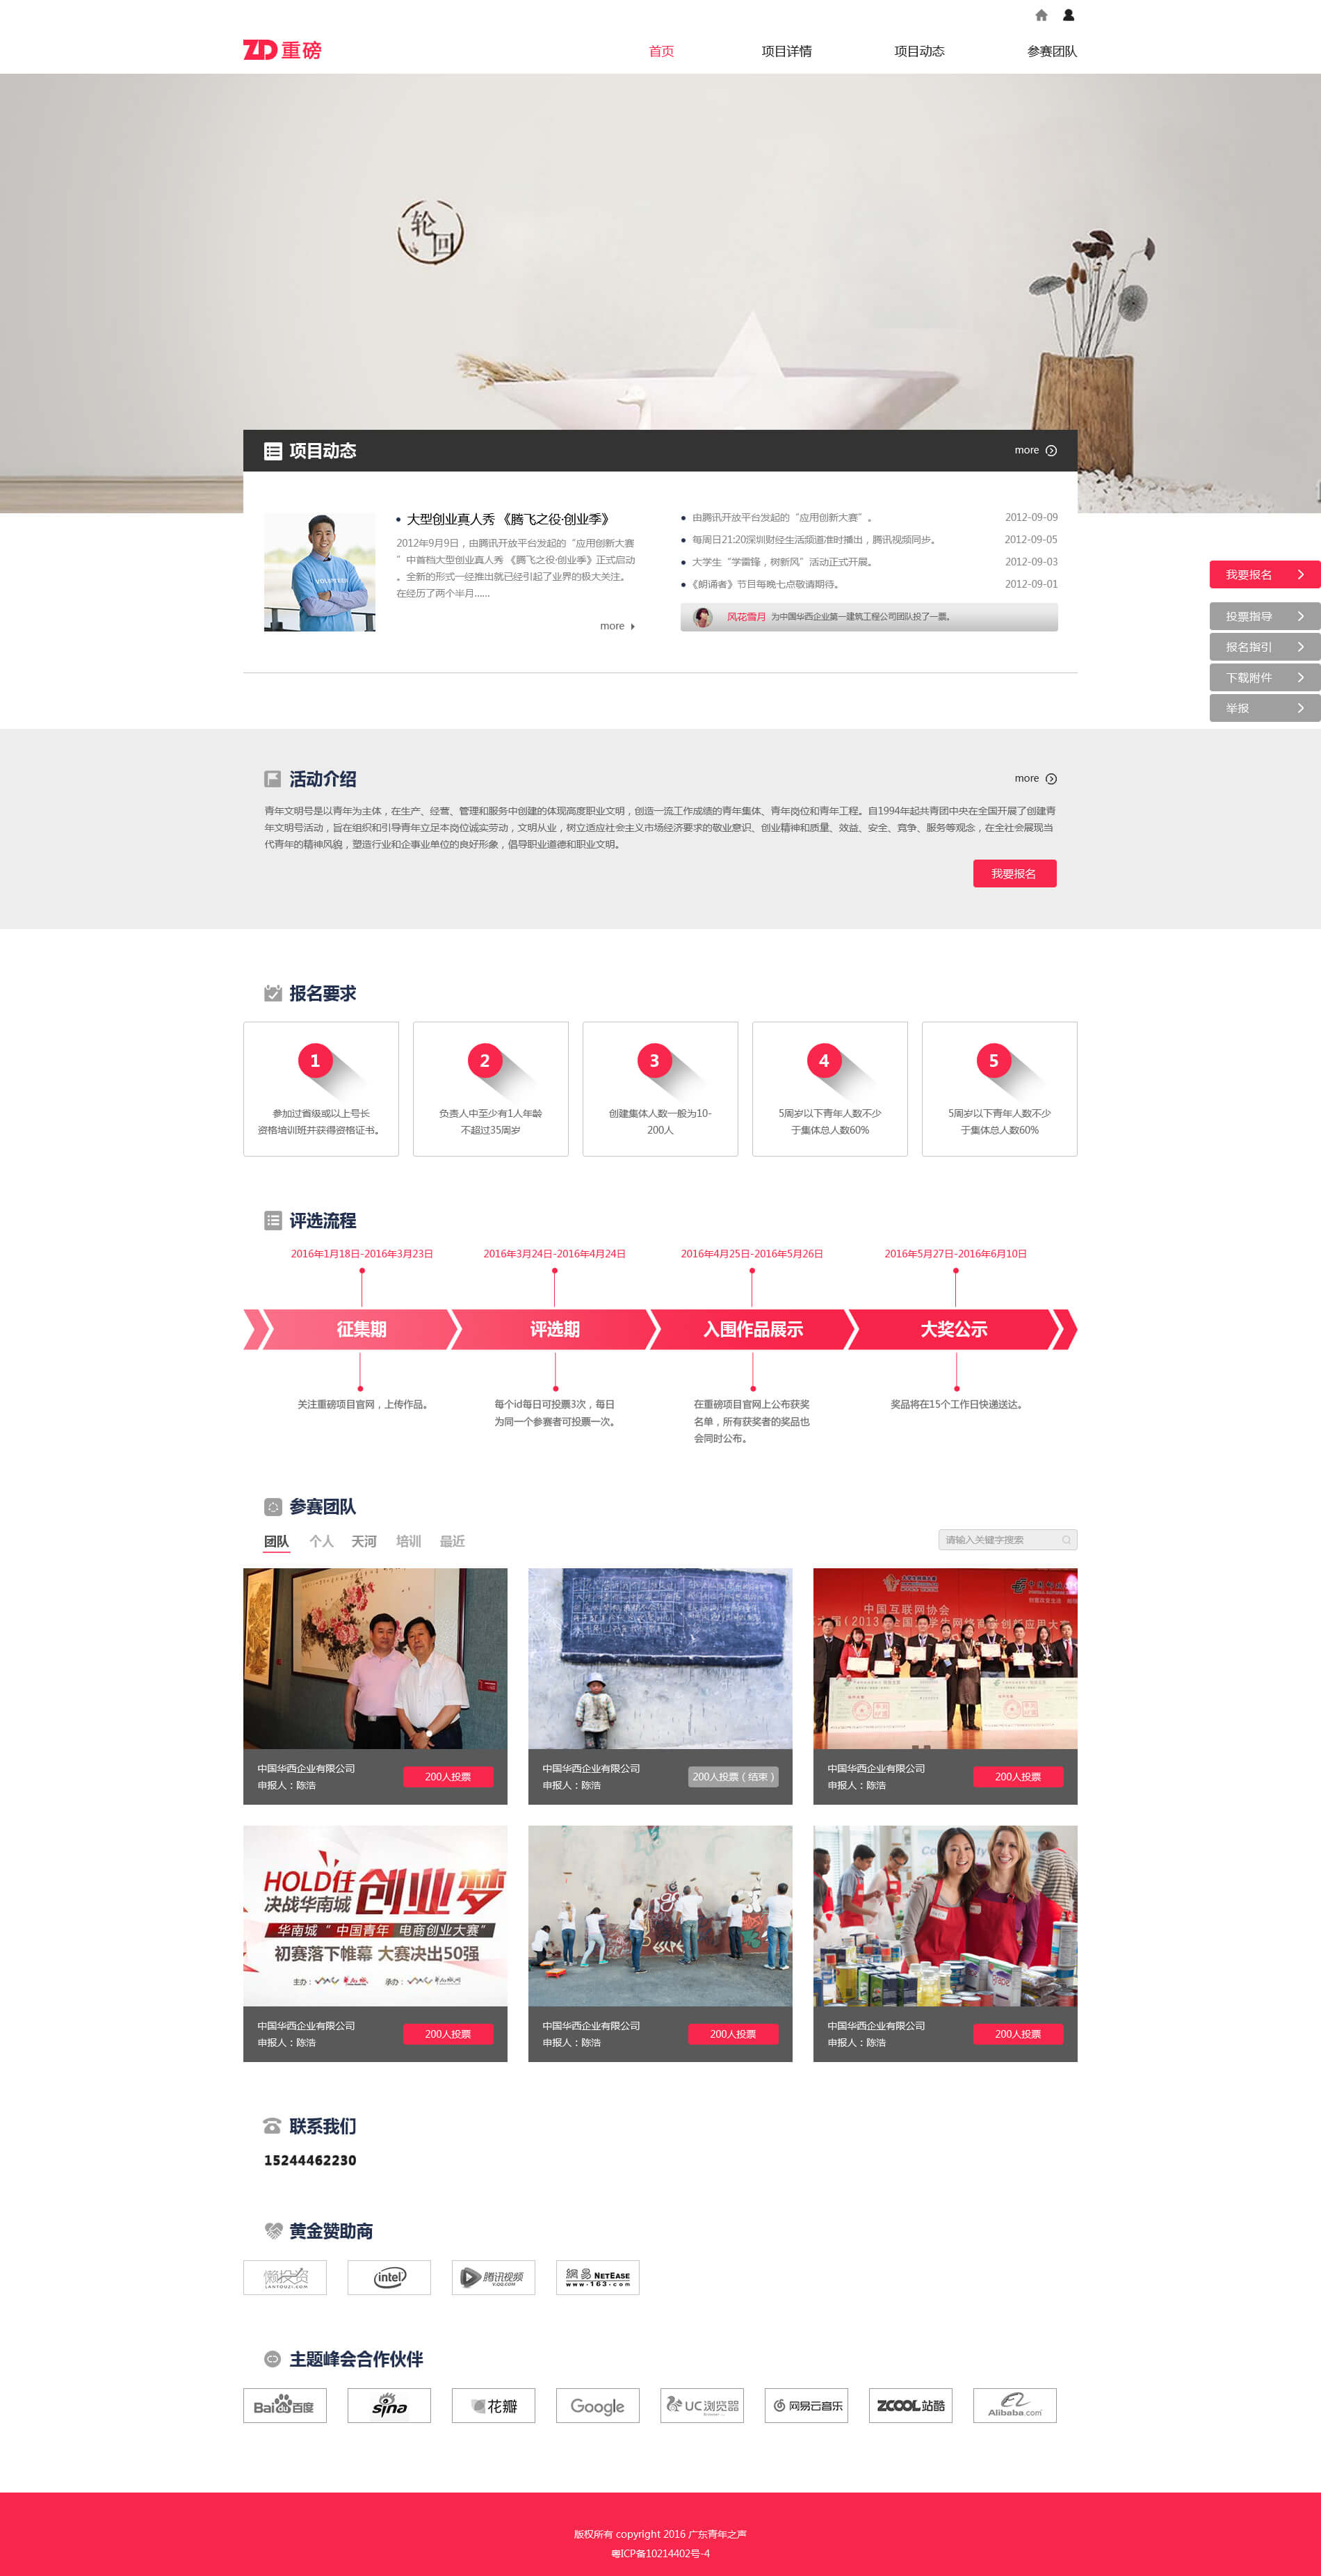 ZD重磅
首页 项目详情 项目动态 参赛团队
轮回
项目动态 more
大型创业真人秀 《腾飞之役·创业季》
2012年9月9日，由腾讯开放平台发起的“应用创新大赛
”中首档大型创业真人秀 《腾飞之役·创业季》正式启动
。全新的形式一经推出就已经引起了业界的极大关注。
在经历了两个半月......
more
VOLUNTEER
由腾讯开放平台发起的“应用创新大赛”。 2012-09-09
每周日21:20深圳财经生活频道准时播出，腾讯视频同步。 2012-09-05
大学生“学雷锋，树新风”活动正式开展。 2012-09-03
《朗诵者》节目每晚七点敬请期待。 2012-09-01
风花雪月 为中国华西企业第一建筑工程公司团队投了一票。
我要报名
投票指导
报名指引
下载附件
举报
活动介绍 more
青年文明号是以青年为主体，在生产、经营、管理和服务中创建的体现高度职业文明，创造一流工作成绩的青年集体、青年岗位和青年工程。自1994年起共青团中央在全国开展了创建青
年文明号活动，旨在组织和引导青年立足本岗位诚实劳动，文明从业，树立适应社会主义市场经济要求的敬业意识、创业精神和质量、效益、安全、竞争、服务等观念，在全社会展现当
代青年的精神风貌，塑造行业和企事业单位的良好形象，倡导职业道德和职业文明。
我要报名
报名要求
1
参加过省级或以上号长
资格培训班并获得资格证书。
2
负责人中至少有1人年龄
不超过35周岁
3
创建集体人数一般为10-
200人
4
5周岁以下青年人数不少
于集体总人数60%
5
5周岁以下青年人数不少
于集体总人数60%
评选流程
2016年1月18日-2016年3月23日 2016年3月24日-2016年4月24日 2016年4月25日-2016年5月26日 2016年5月27日-2016年6月10日
征集期 评选期 入围作品展示 大奖公示
关注重磅项目官网，上传作品。
每个id每日可投票3次，每日
为同一个参赛者可投票一次。
在重磅项目官网上公布获奖
名单，所有获奖者的奖品也
会同时公布。
奖品将在15个工作日快递送达。
参赛团队
团队 个人 天河 培训 最近
请输入关键字搜索
中国互联网协会
中国华西企业有限公司
申报人：陈浩
200人投票
中国华西企业有限公司
申报人：陈浩
200人投票（结束）
中国华西企业有限公司
申报人：陈浩
200人投票
HOLD住
决战华南城 创业梦
华南城“中国青年 电商创业大赛”
初赛落下帷幕 大赛决出50强
主办： 承办：
ESCPE
中国华西企业有限公司
申报人：陈浩
200人投票
中国华西企业有限公司
申报人：陈浩
200人投票
中国华西企业有限公司
申报人：陈浩
200人投票
联系我们
15244462230
黄金赞助商
懒投资
LANTOUZI.COM
intel
腾讯视频
V.QQ.COM
網易 NETEASE
www.163.com
主题峰会合作伙伴
Bai du百度
sina
花瓣
Google
UC浏览器
网易云音乐
ZCOOL站酷
Alibaba.com
版权所有 copyright 2016 广东青年之声
粤ICP备10214402号-4